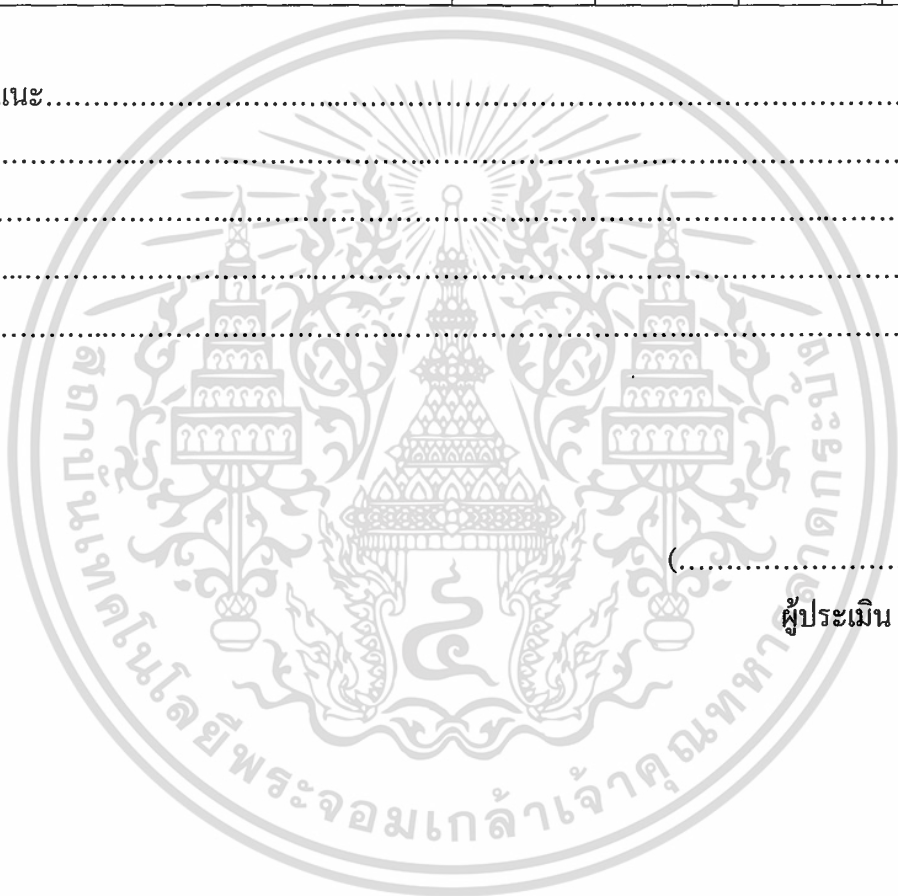 แนะ....................................................................................
....................................................................................
....................................................................................
....................................................................................
....................................................................................
(........................
ผู้ประเมิน
สถาบันเทคโนโลยีพระจอมเกล้าเจ้าคุณทหารลาดกระบัง
๔